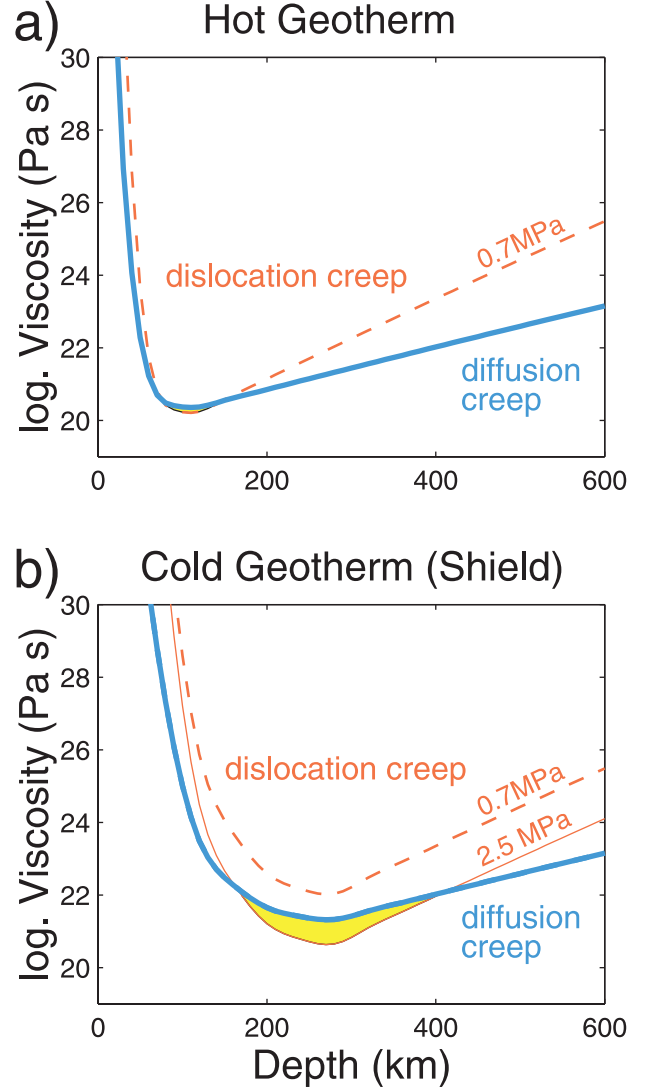 a)
Hot Geotherm
log. Viscosity (Pa s)
30
28
26
24
22
20
dislocation creep
0.7MPa
diffusion
creep
0
200
400
600
b)
Cold Geotherm (Shield)
log. Viscosity (Pa s)
30
28
26
24
22
20
dislocation creep
0.7MPa
2.5 MPa
diffusion
creep
0
200
400
600
Depth (km)